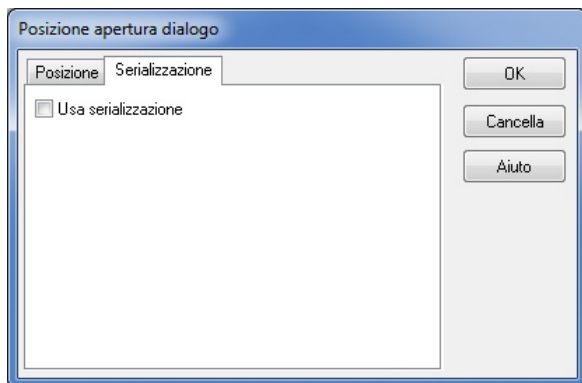 Posizione apertura dialogo
Posizione Serializzazione
Usa serializzazione
OK
Cancella
Aiuto